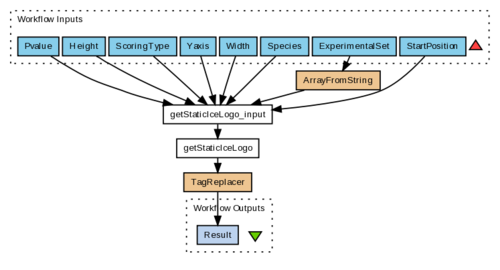 Workflow Inputs
Pvalue Height ScoringType Yaxis Width Species ExperimentalSet StartPosition
ArrayFromString
getStaticIceLogo_input
getStaticIceLogo
TagReplacer
Workflow Outputs
Result